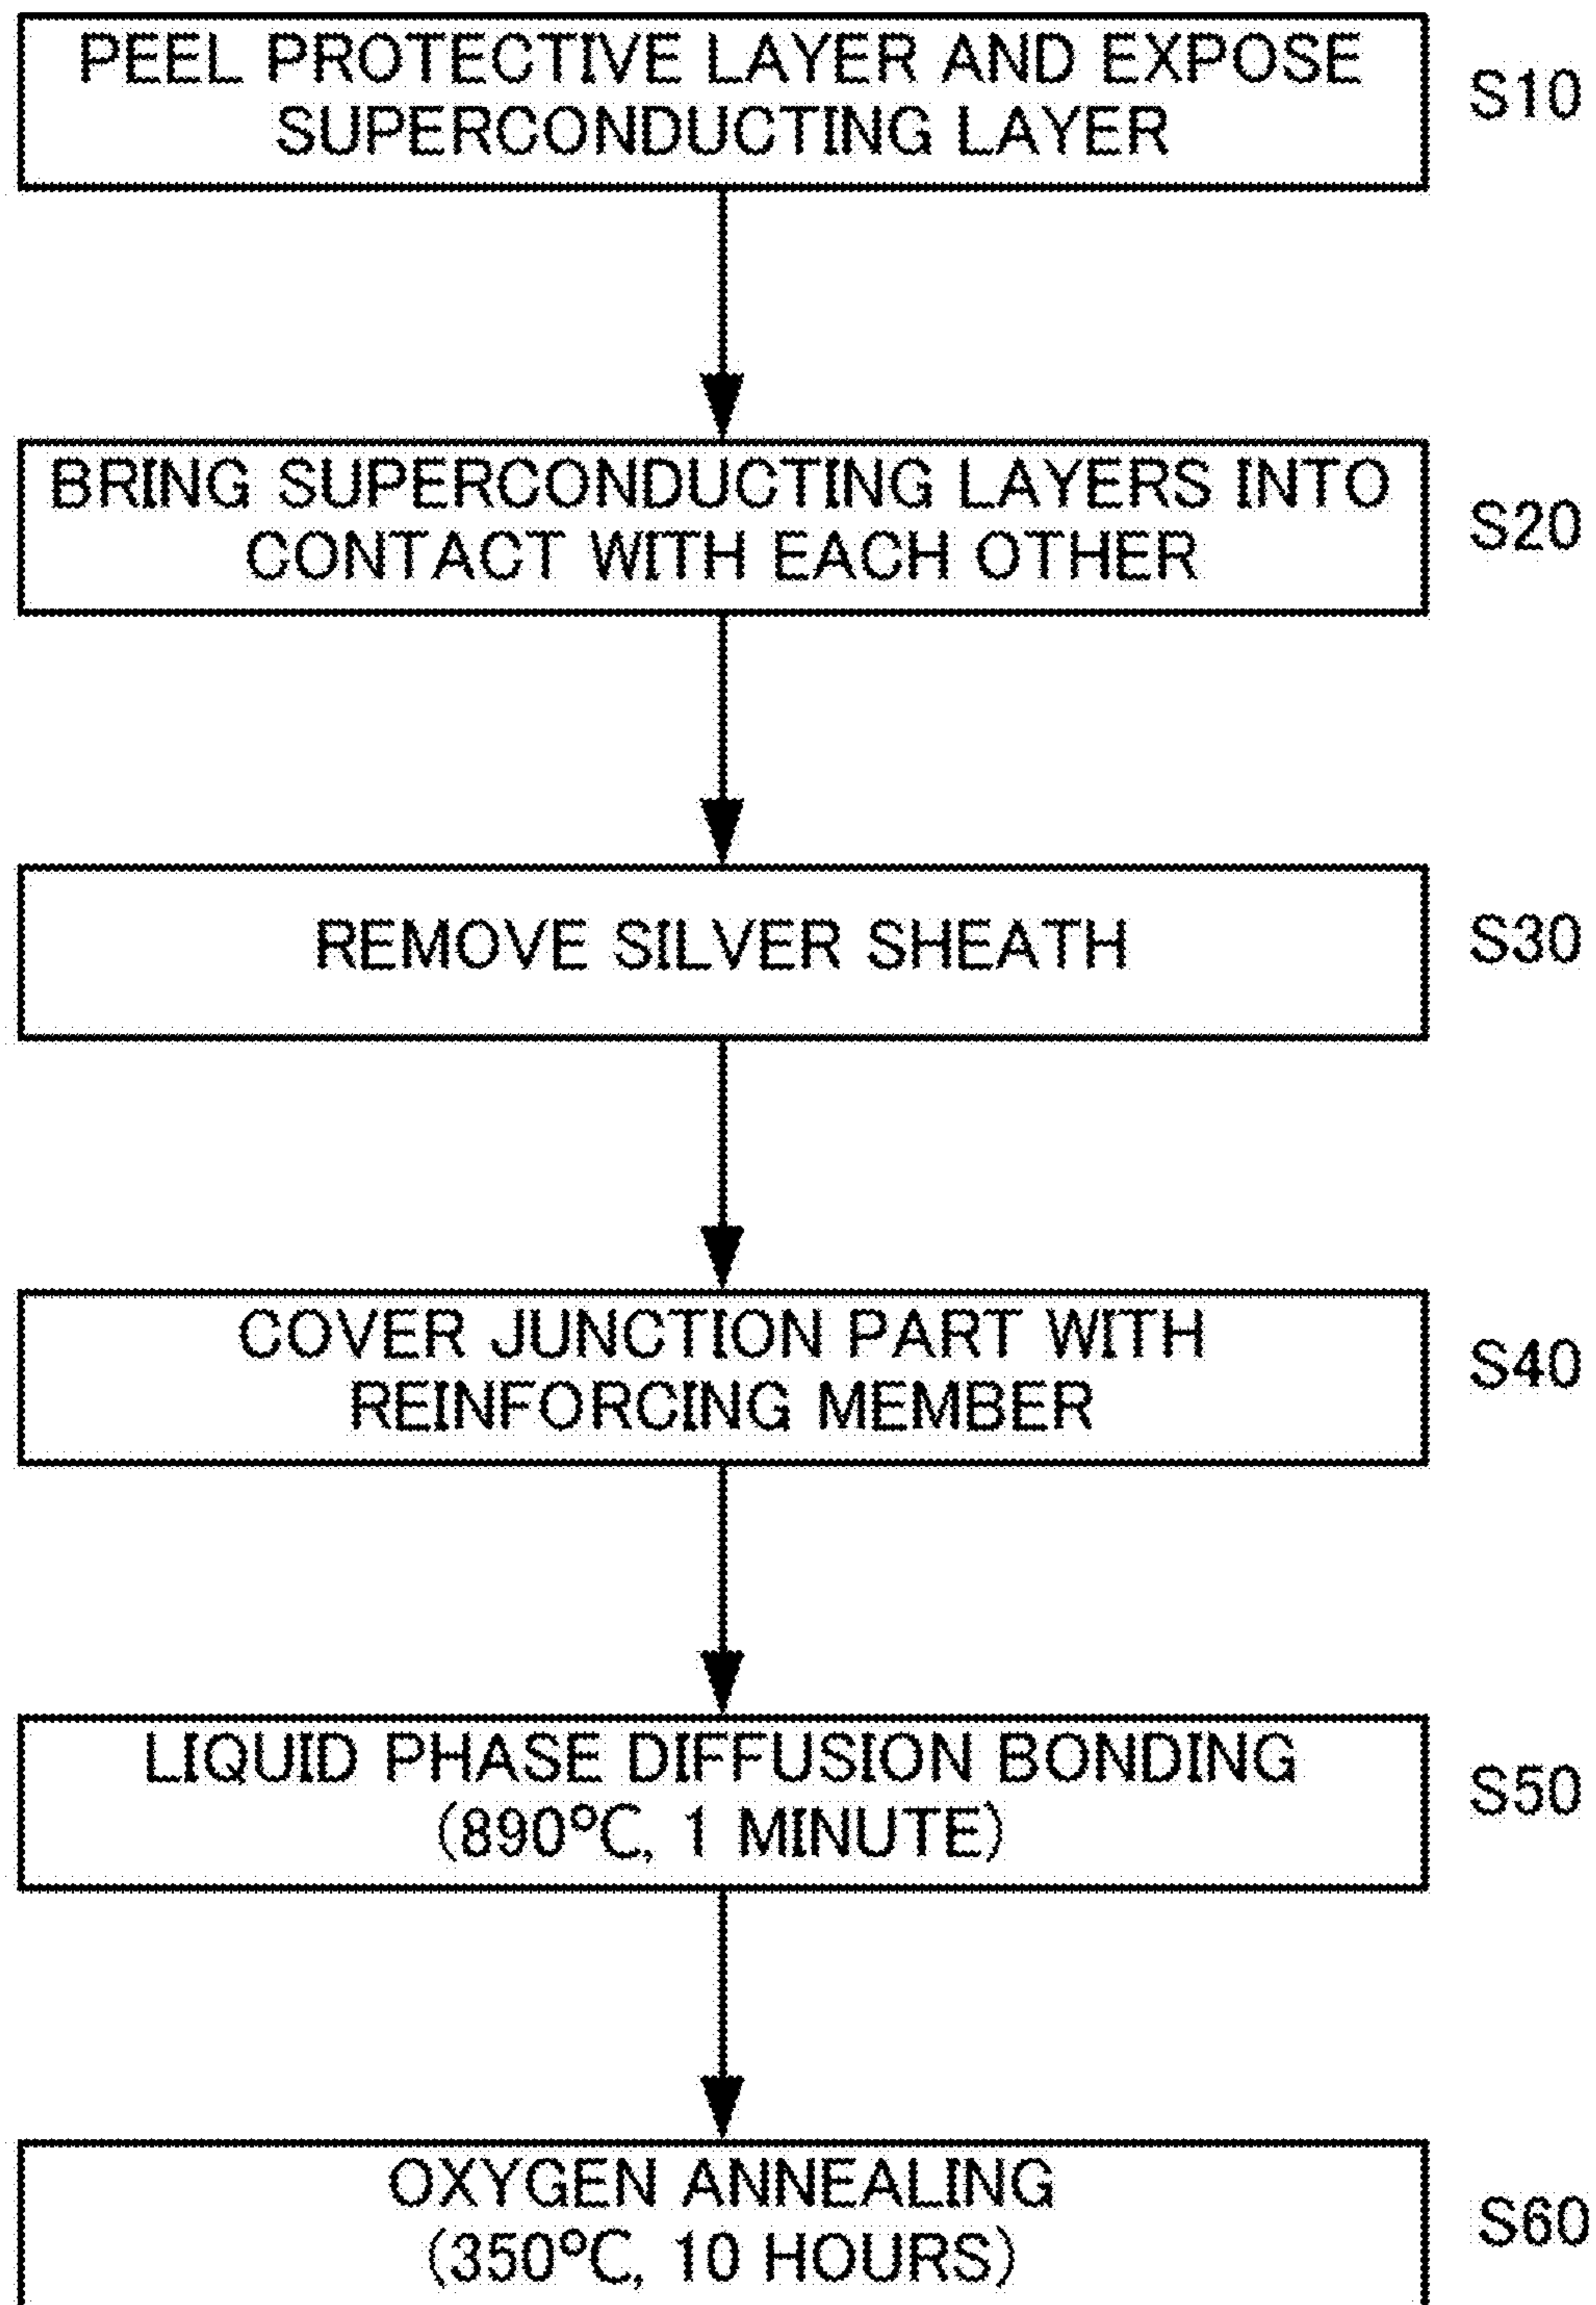 PEEL PROTECTIVE LAYER AND EXPOSE
SUPERCONDUCTING LAYER
S10
BRING SUPERCONDUCTING LAYERS INTO
CONTACT WITH EACH OTHER
S20
REMOVE SILVER SHEATH
S30
COVER JUNCTION PART WITH
REINFORCING MEMBER
S40
LIQUID PHASE DIFFUSION BONDING
(890℃, 1 MINUTE)
S50
OXYGEN ANNEALING
(350℃, 10 HOURS)
S60